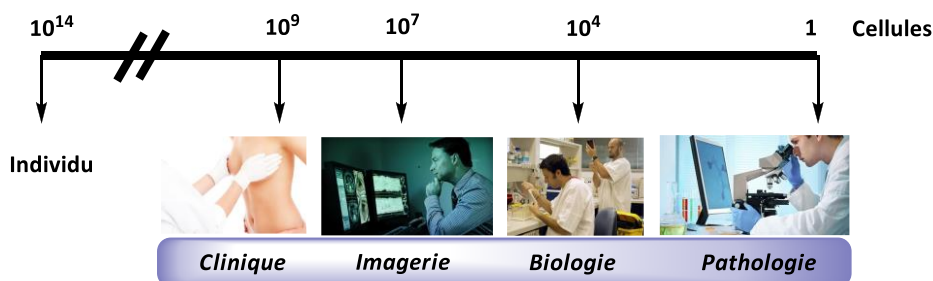 10¹⁴ 10⁹ 10⁷ 10⁴ 1 Cellules
Individu
Clinique Imagerie Biologie Pathologie